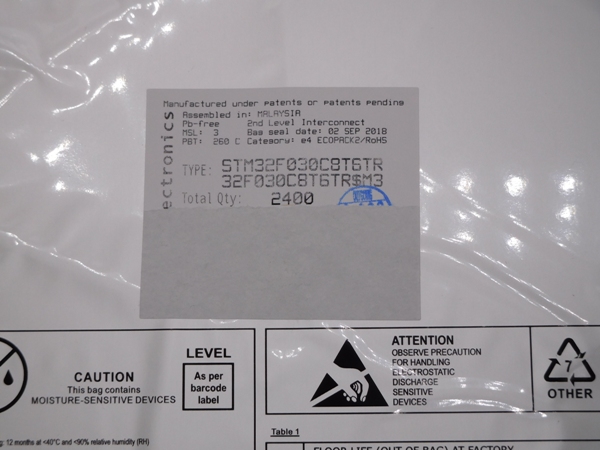 Manufactured under patents or patents pending
Assembled in: MALAYSIA
Pb-free 2nd Level Interconnect
MSL: 3 Bag seal date: 02 SEP 2018
PBT: 260 C Category: e4 ECOPACK2/RoHS
ectronics
TYPE: STM32F030C8T6TR
32F030C8T6TR$M3
Total Qty: 2400
CAUTION
This bag contains
MOISTURE-SENSITIVE DEVICES
LEVEL
As per
barcode
label
ATTENTION
OBSERVE PRECAUTION
FOR HANDLING
ELECTROSTATIC
DISCHARGE
SENSITIVE
DEVICES
7
OTHER
Table 1
12 months at <40°C and <90% relative humidity (RH)
FLOOR LIFE (OUT OF BAG) AT FACTORY